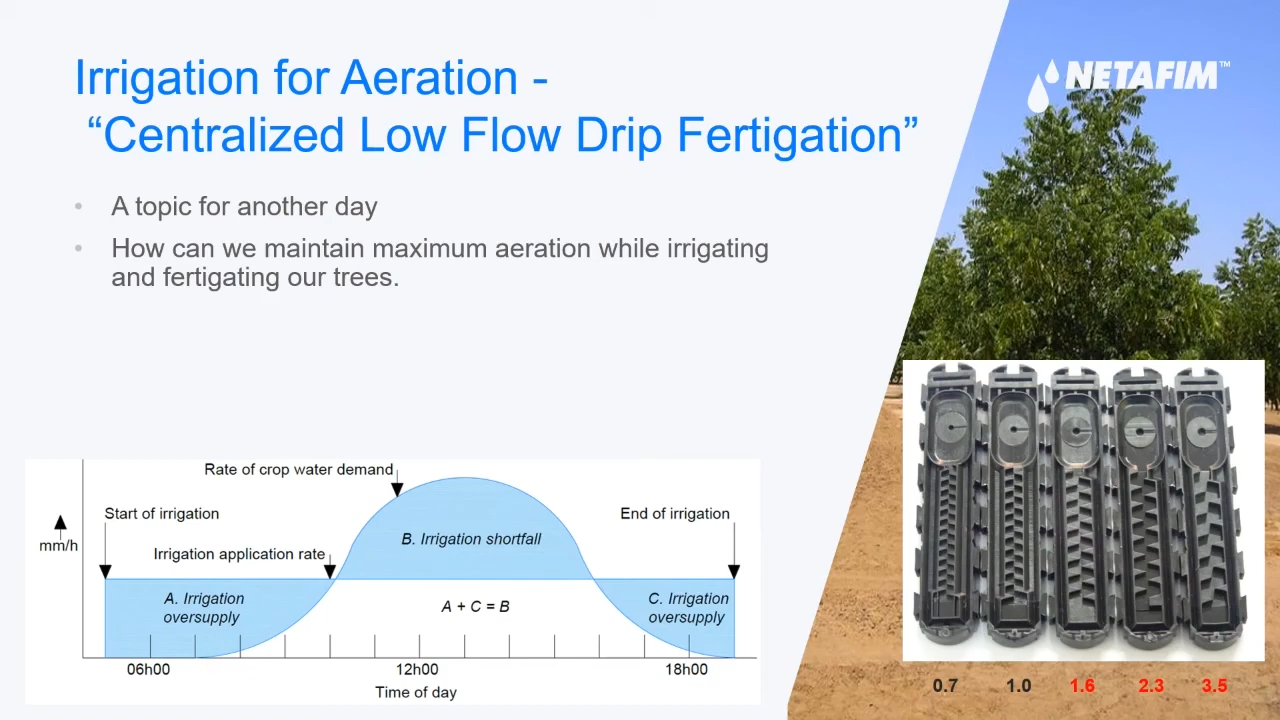 Irrigation for Aeration -
“Centralized Low Flow Drip Fertigation”
NETAFIM™
• A topic for another day
• How can we maintain maximum aeration while irrigating
and fertigating our trees.
Rate of crop water demand
Start of irrigation
End of irrigation
mm/h
Irrigation application rate
B. Irrigation shortfall
A. Irrigation
oversupply
A + C = B
C. Irrigation
oversupply
06h00 12h00 18h00
Time of day
0.7 1.0 1.6 2.3 3.5